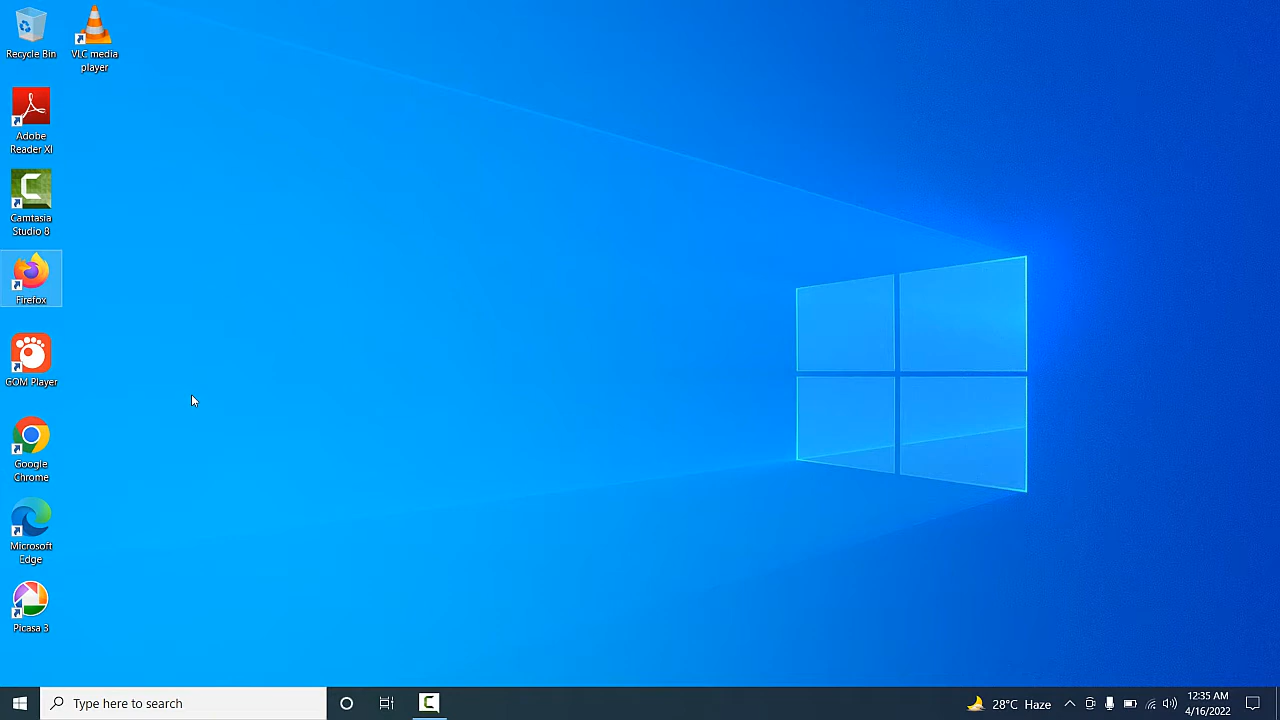 Recycle Bin
VLC media
player
Adobe
Reader XI
Camtasia
Studio 8
Firefox
GOM Player
Google
Chrome
Microsoft
Edge
Picasa 3
Type here to search
28°C Haze
12:35 AM
4/16/2022